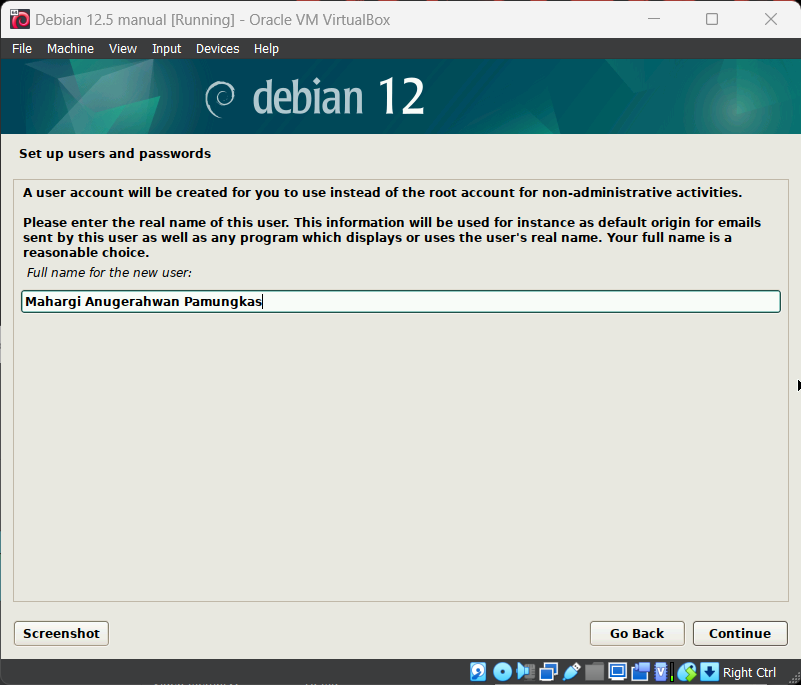 Debian 12.5 manual [Running] - Oracle VM VirtualBox
File Machine View Input Devices Help
debian 12
Set up users and passwords
A user account will be created for you to use instead of the root account for non-administrative activities.
Please enter the real name of this user. This information will be used for instance as default origin for emails
sent by this user as well as any program which displays or uses the user's real name. Your full name is a
reasonable choice.
Full name for the new user:
Mahargi Anugerahwan Pamungkas
Screenshot Go Back Continue
Right Ctrl